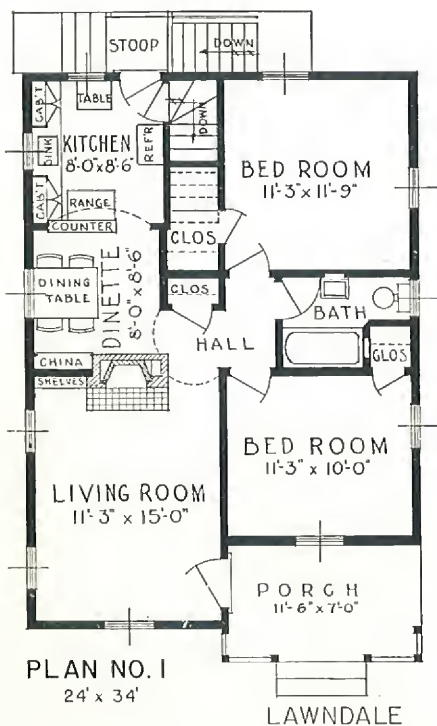 STOOP
DOWN
CAB'T
TABLE
DOWN
SINK
KITCHEN
8'-0" x 8'-6"
REF'R
BED ROOM
11'-3" x 11'-9"
CAB'T
RANGE
COUNTER
CLOS
DINING
TABLE
DINETTE
8'-0" x 8'-6"
CLOS
BATH
HALL
CLOS
CHINA
SHELVES
BED ROOM
11'-3" x 10'-0"
LIVING ROOM
11'-3" x 15'-0"
PORCH
11'-6" x 7'-0"
PLAN NO. 1
24' x 34'
LAWNDALE